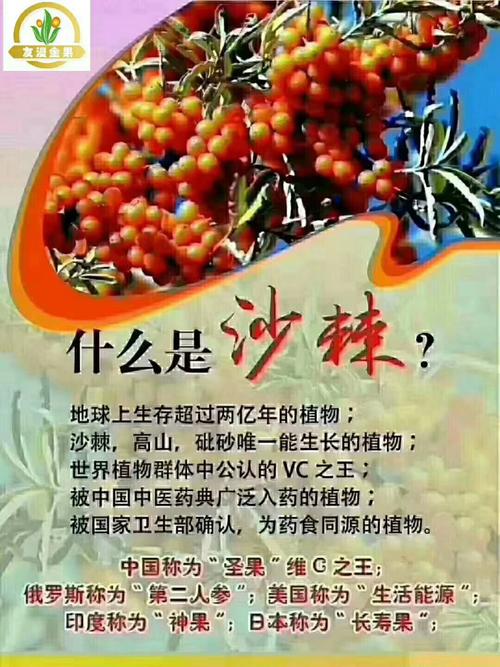 友漫金果
什么是沙棘？
地球上生存超过两亿年的植物；
沙棘，高山，砒砂唯一能生长的植物；
世界植物群体中公认的 VC 之王；
被中国中医药典广泛入药的植物；
被国家卫生部确认，为药食同源的植物。
中国称为“圣果”维 C 之王；
俄罗斯称为“第二人参”；美国称为“生活能源”；
印度称为“神果”；日本称为“长寿果”；